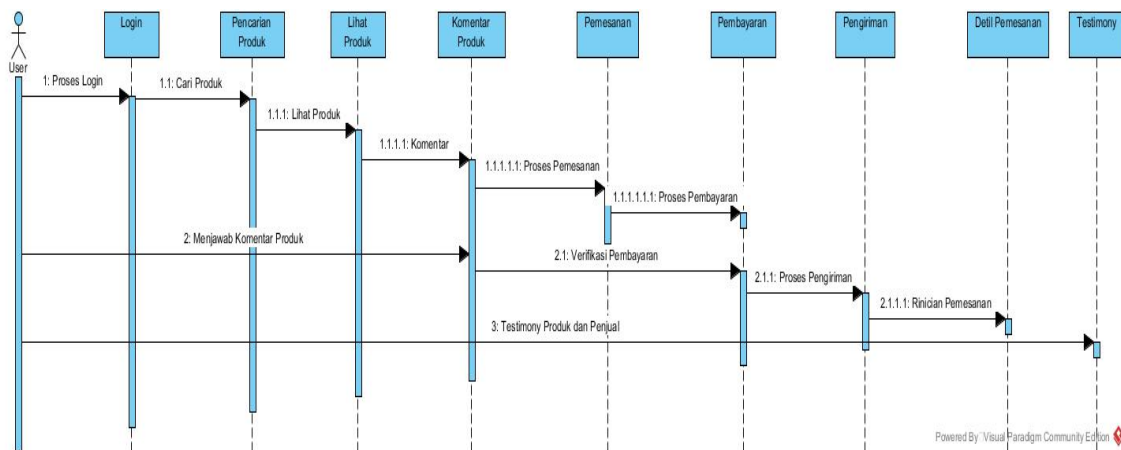 Login
Pencarian
Produk
Lihat
Produk
Komentar
Produk
Pemesanan
Pembayaran
Pengiriman
Detil Pemesanan
Testimony
User
1: Proses Login
1.1: Cari Produk
1.1.1: Lihat Produk
1.1.1.1: Komentar
1.1.1.1.1: Proses Pemesanan
1.1.1.1.1.1: Proses Pembayaran
2: Menjawab Komentar Produk
2.1: Verifikasi Pembayaran
2.1.1: Proses Pengiriman
2.1.1.1: Rinician Pemesanan
3: Testimony Produk dan Penjual
Powered By Visual Paradigm Community Edition